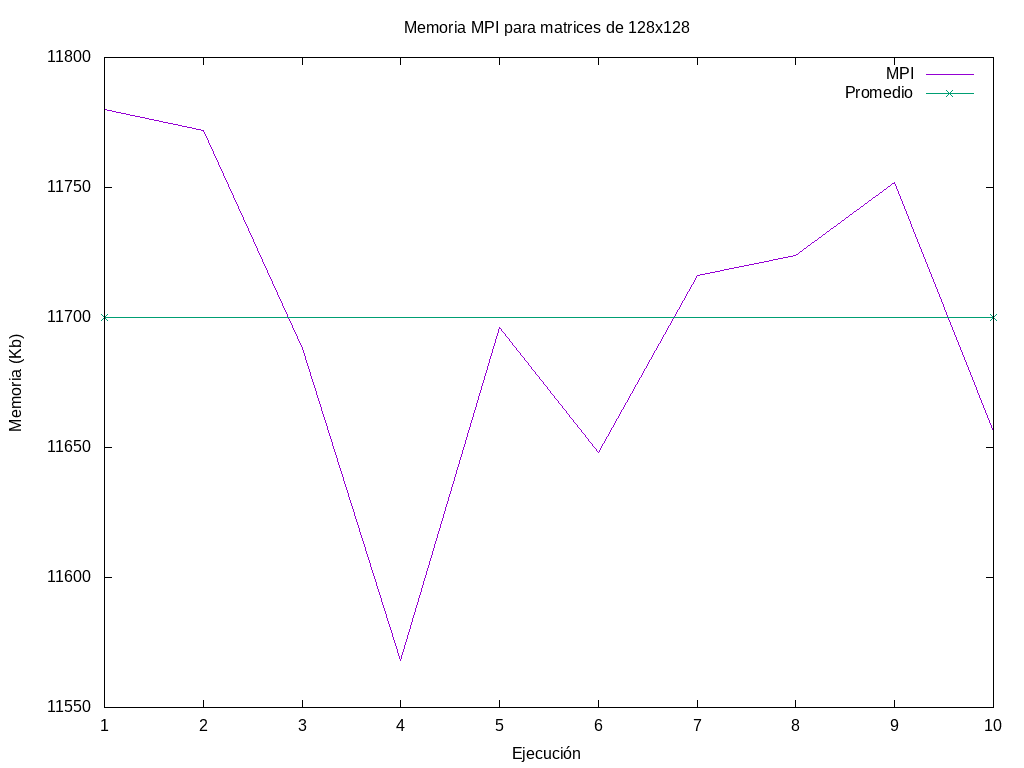 Memoria MPI para matrices de 128x128
MPI
Promedio
11800
11750
11700
11650
11600
11550
Memoria (Kb)
1 2 3 4 5 6 7 8 9 10
Ejecución